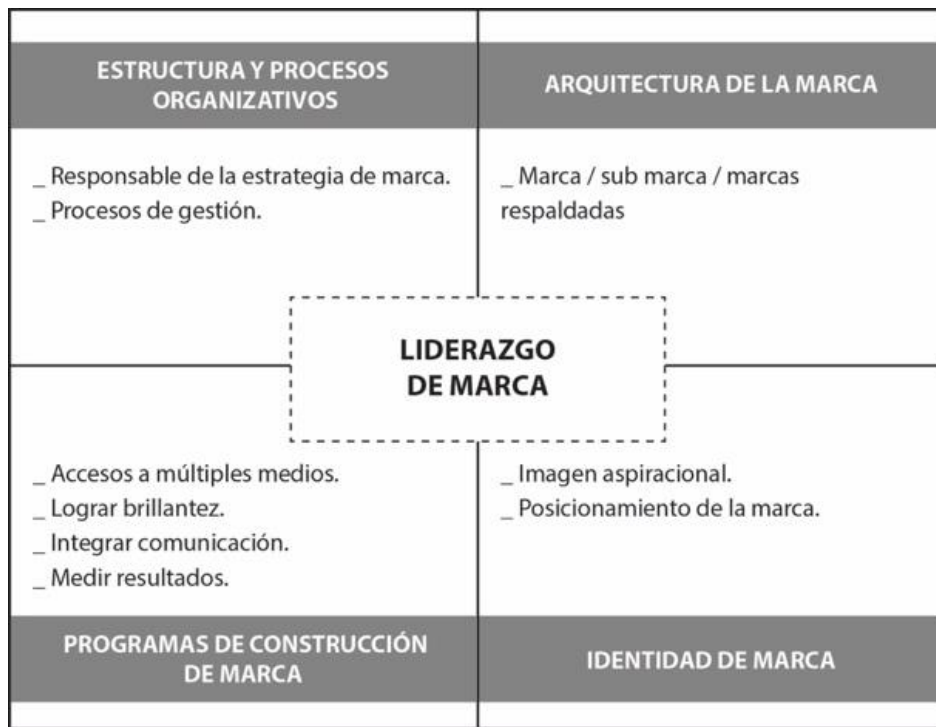 ESTRUCTURA Y PROCESOS
ORGANIZATIVOS
_ Responsable de la estrategia de marca.
_ Procesos de gestión.
ARQUITECTURA DE LA MARCA
_ Marca / sub marca / marcas
respaldadas
LIDERAZGO
DE MARCA
_ Accesos a múltiples medios.
_ Lograr brillantez.
_ Integrar comunicación.
_ Medir resultados.
PROGRAMAS DE CONSTRUCCIÓN
DE MARCA
_ Imagen aspiracional.
_ Posicionamiento de la marca.
IDENTIDAD DE MARCA